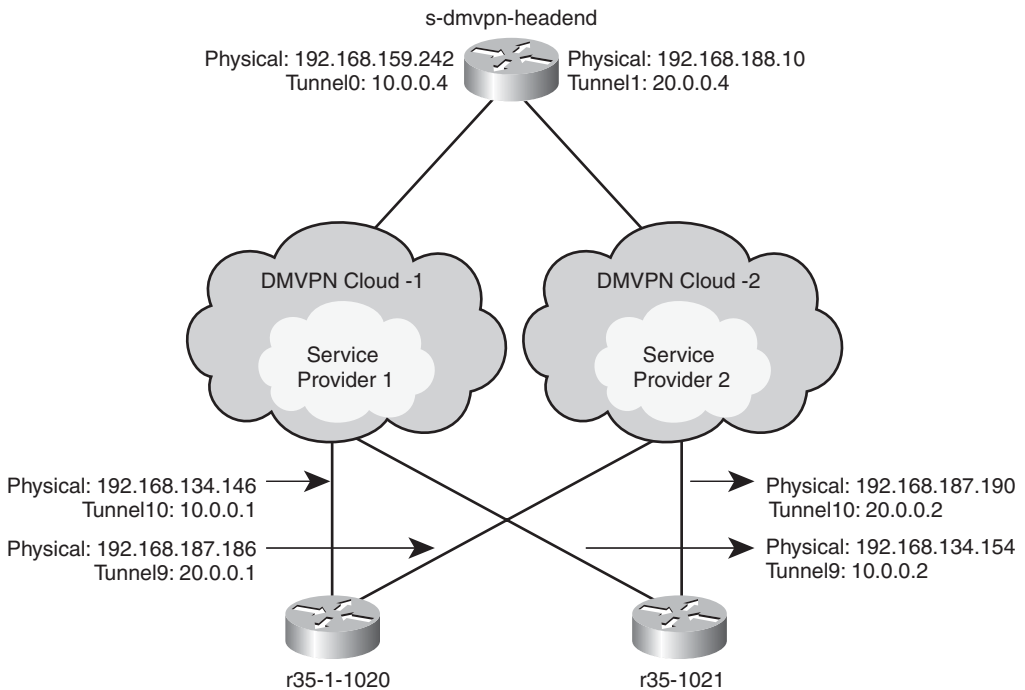 s-dmvpn-headend
Physical: 192.168.159.242
Tunnel0: 10.0.0.4
Physical: 192.168.188.10
Tunnel1: 20.0.0.4
DMVPN Cloud -1
DMVPN Cloud -2
Service
Provider 1
Service
Provider 2
Physical: 192.168.134.146
Tunnel10: 10.0.0.1
Physical: 192.168.187.190
Tunnel10: 20.0.0.2
Physical: 192.168.187.186
Tunnel9: 20.0.0.1
Physical: 192.168.134.154
Tunnel9: 10.0.0.2
r35-1-1020
r35-1021